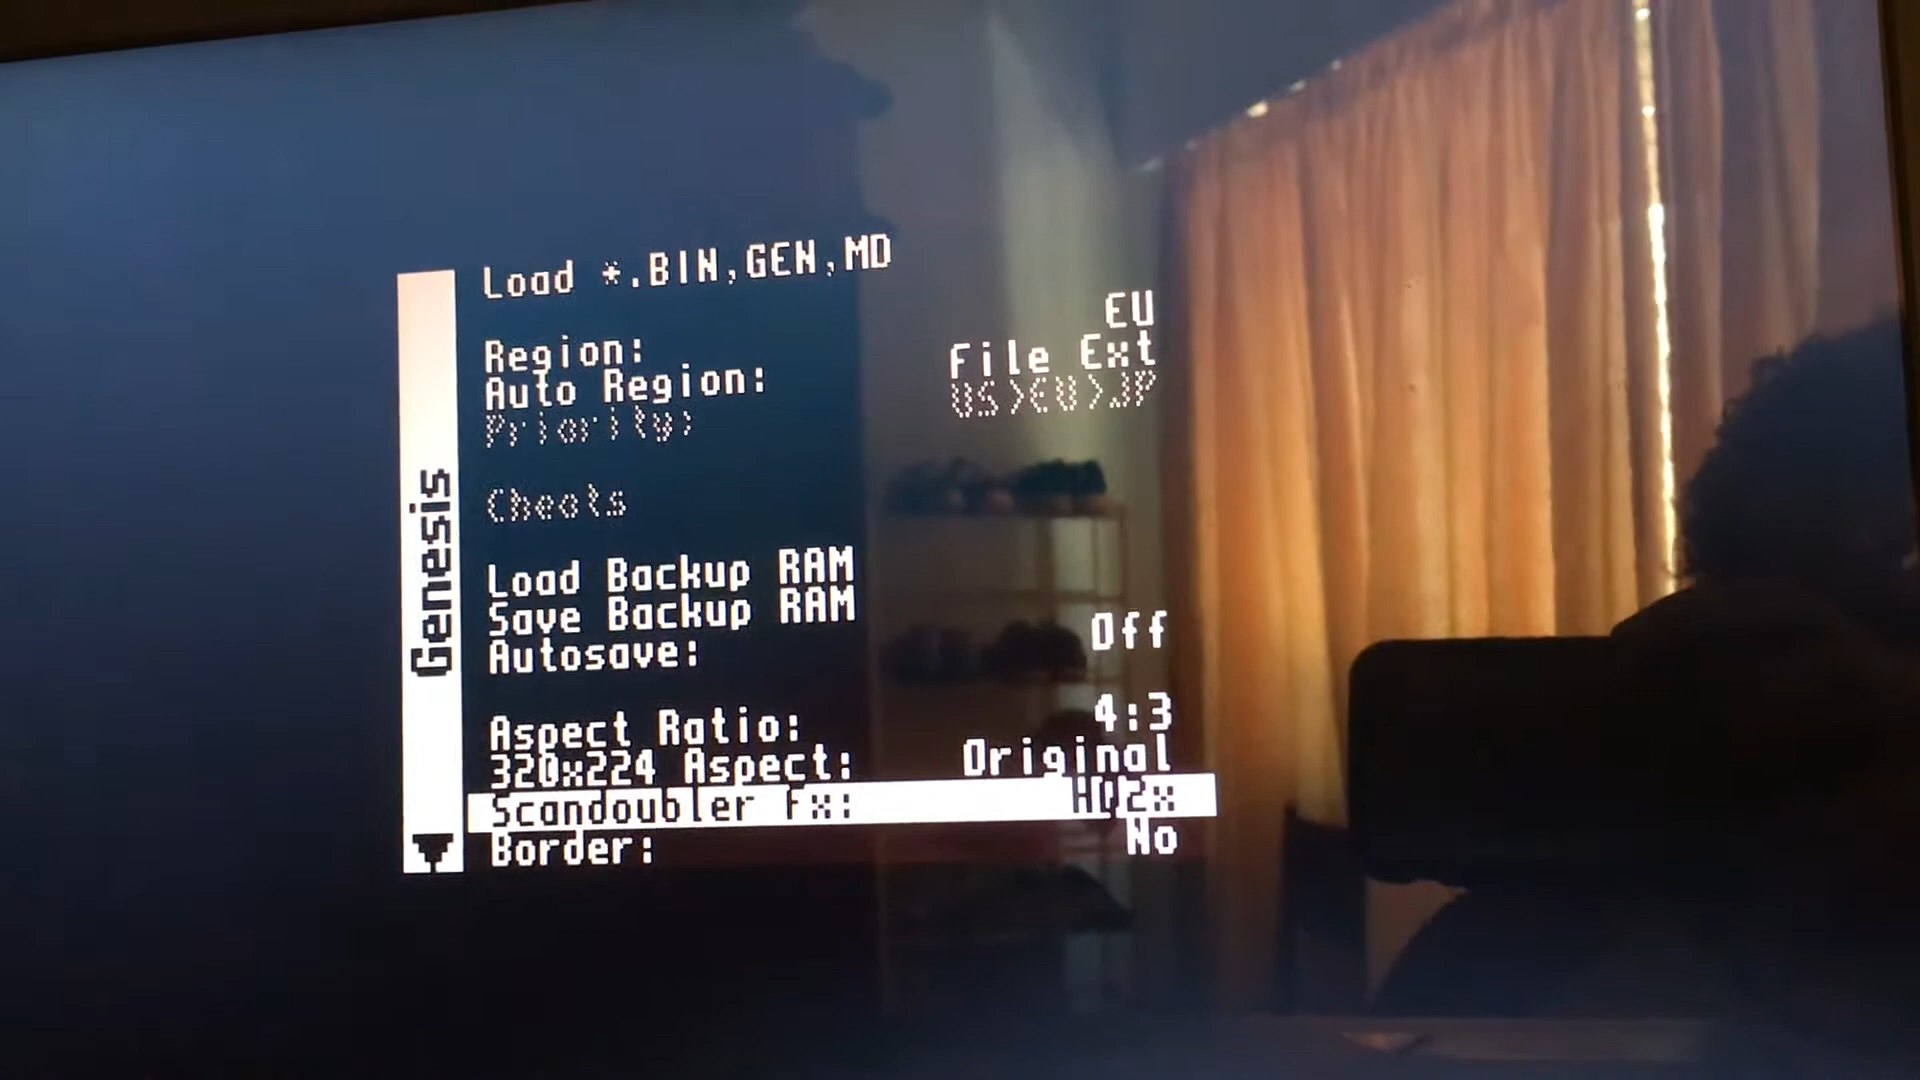 Genesis
Load *.BIN,GEN,MD
Region: EU
Auto Region: File Ext
Priority: US>EU>JP
Cheats
Load Backup RAM
Save Backup RAM
Autosave: Off
Aspect Ratio: 4:3
320x224 Aspect: Original
Scandoubler Fx: HQ2x
Border: No